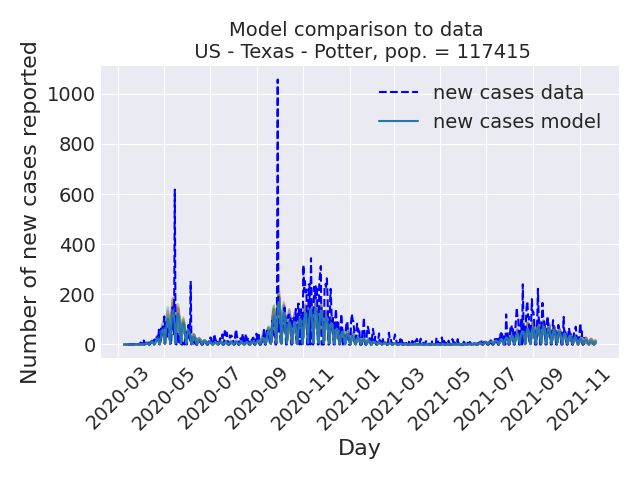 Model comparison to data
US - Texas - Potter, pop. = 117415
new cases data
new cases model
Number of new cases reported
1000
800
600
400
200
0
2020-03
2020-05
2020-07
2020-09
2020-11
2021-01
2021-03
2021-05
2021-07
2021-09
2021-11
Day